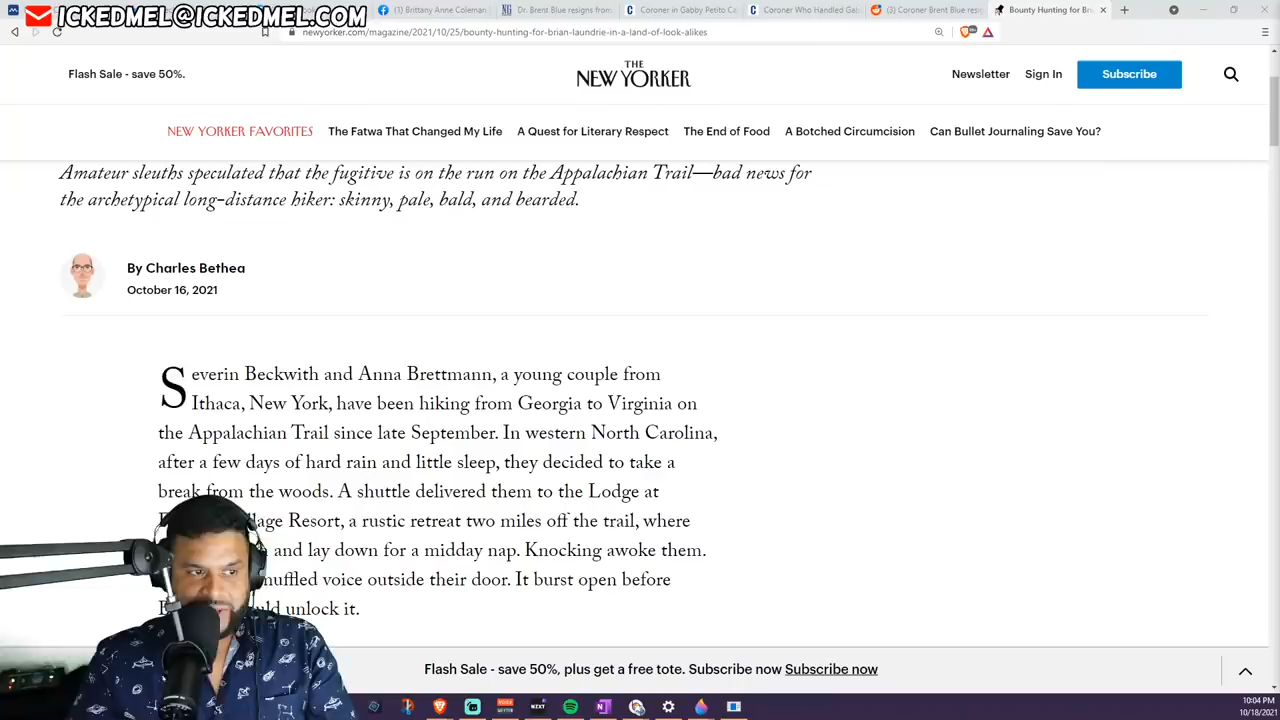 ICKEDMEL@ICKEDMEL.COM
(1) Brittany Anne Coleman
Dr. Brent Blue resigns from
Coroner in Gabby Petito Ca
Coroner Who Handled Gab
(3) Coroner Brent Blue resi
Bounty Hunting for Bri
newyorker.com/magazine/2021/10/25/bounty-hunting-for-brian-laundrie-in-a-land-of-look-alikes
Flash Sale - save 50%.
THE
NEW YORKER
Newsletter
Sign In
Subscribe
NEW YORKER FAVORITES
The Fatwa That Changed My Life
A Quest for Literary Respect
The End of Food
A Botched Circumcision
Can Bullet Journaling Save You?
Amateur sleuths speculated that the fugitive is on the run on the Appalachian Trail—bad news for
the archetypical long-distance hiker: skinny, pale, bald, and bearded.
By Charles Bethea
October 16, 2021
Severin Beckwith and Anna Brettmann, a young couple from
Ithaca, New York, have been hiking from Georgia to Virginia on
the Appalachian Trail since late September. In western North Carolina,
after a few days of hard rain and little sleep, they decided to take a
break from the woods. A shuttle delivered them to the Lodge at
Resort, a rustic retreat two miles off the trail, where
and lay down for a midday nap. Knocking awoke them.
muffled voice outside their door. It burst open before
unlock it.
Flash Sale - save 50%, plus get a free tote. Subscribe now Subscribe now
10:04 PM
10/18/2021